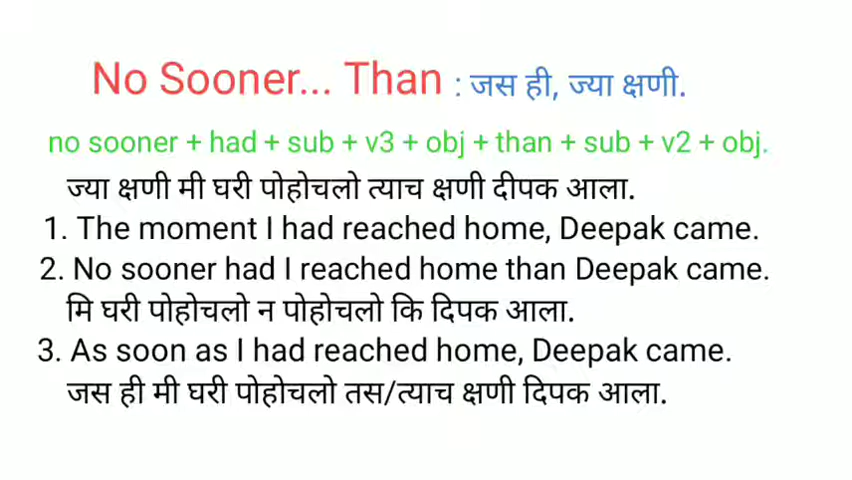 No Sooner... Than : जस ही, ज्या क्षणी.
no sooner + had + sub + v3 + obj + than + sub + v2 + obj.
ज्या क्षणी मी घरी पोहोचलो त्याच क्षणी दीपक आला.
1. The moment I had reached home, Deepak came.
2. No sooner had I reached home than Deepak came.
मि घरी पोहोचलो न पोहोचलो कि दिपक आला.
3. As soon as I had reached home, Deepak came.
जस ही मी घरी पोहोचलो तस/त्याच क्षणी दिपक आला.